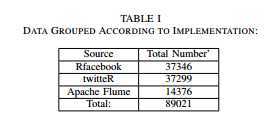 TABLE I
DATA GROUPED ACCORDING TO IMPLEMENTATION:
Source Total Number*
Rfacebook 37346
twitteR 37299
Apache Flume 14376
Total: 89021